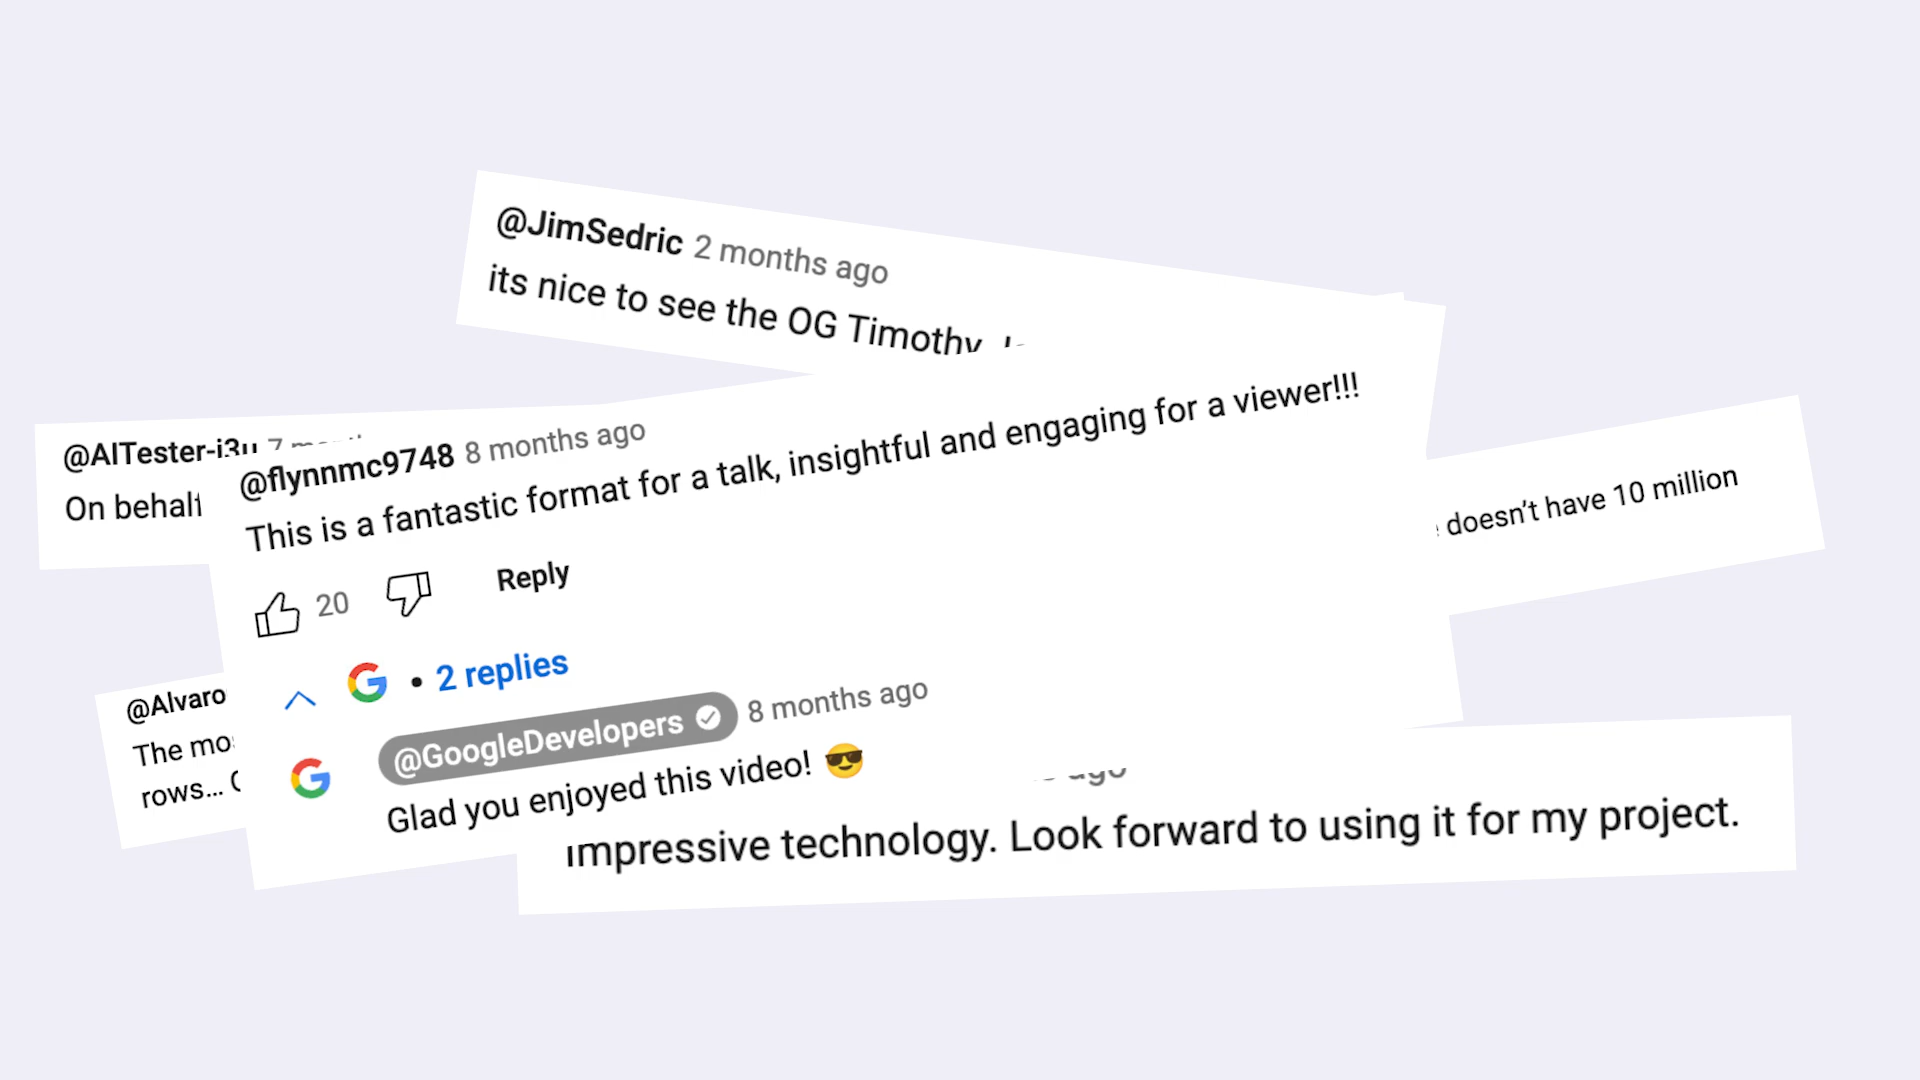 @JimSedric 2 months ago
its nice to see the OG Timothy
@AITester-i3u
On behalf
@flynnmc9748 8 months ago
This is a fantastic format for a talk, insightful and engaging for a viewer!!!
20
Reply
2 replies
@GoogleDevelopers 8 months ago
Glad you enjoyed this video! 😎
doesn't have 10 million
@Alvaro
The
rows...
ago
impressive technology. Look forward to using it for my project.